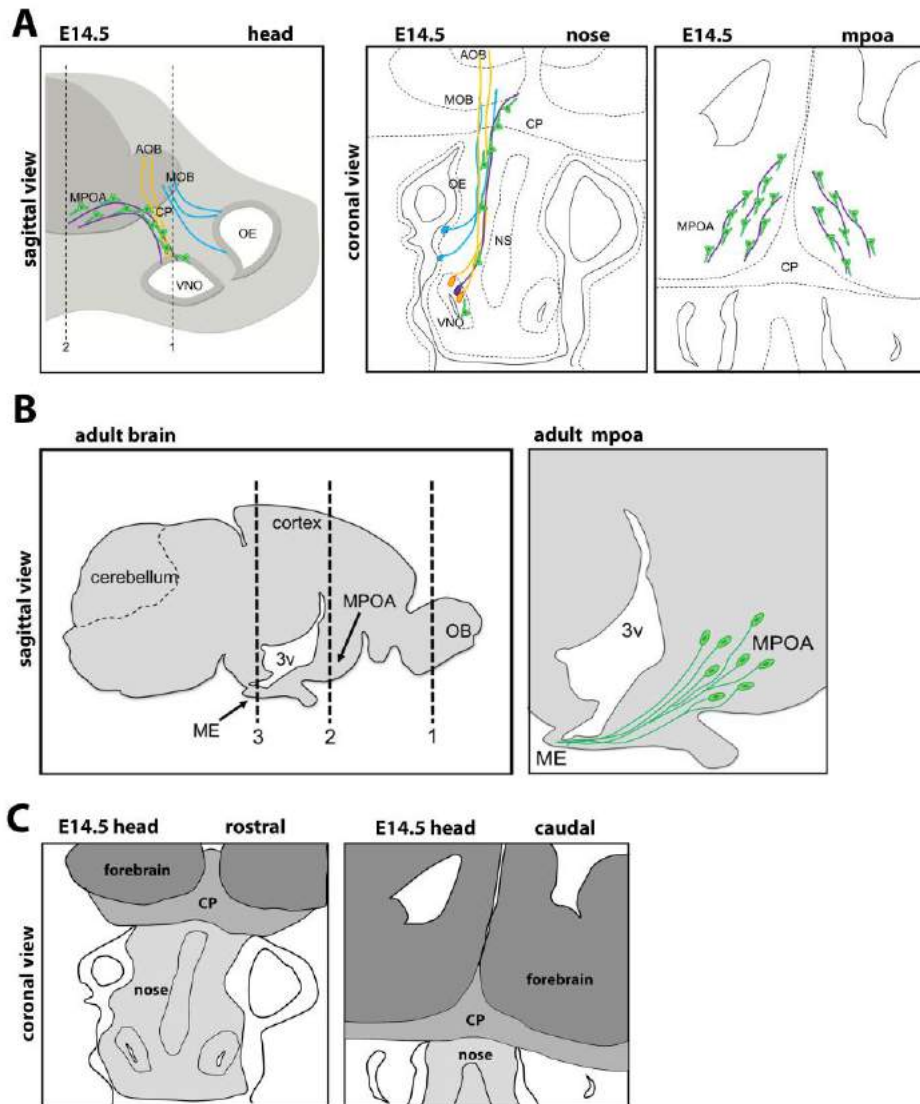 A
E14.5 head
sagittal view
AOB
MOB
MPOA
CP
OE
VNO
2 1
E14.5 nose
coronal view
AOB
MOB
CP
OE
NS
VNO
E14.5 mpoa
MPOA
CP
B
adult brain
sagittal view
cortex
cerebellum
MPOA
OB
3v
ME
3 2 1
adult mpoa
3v
MPOA
ME
C
E14.5 head rostral
coronal view
forebrain
CP
nose
E14.5 head caudal
forebrain
CP
nose